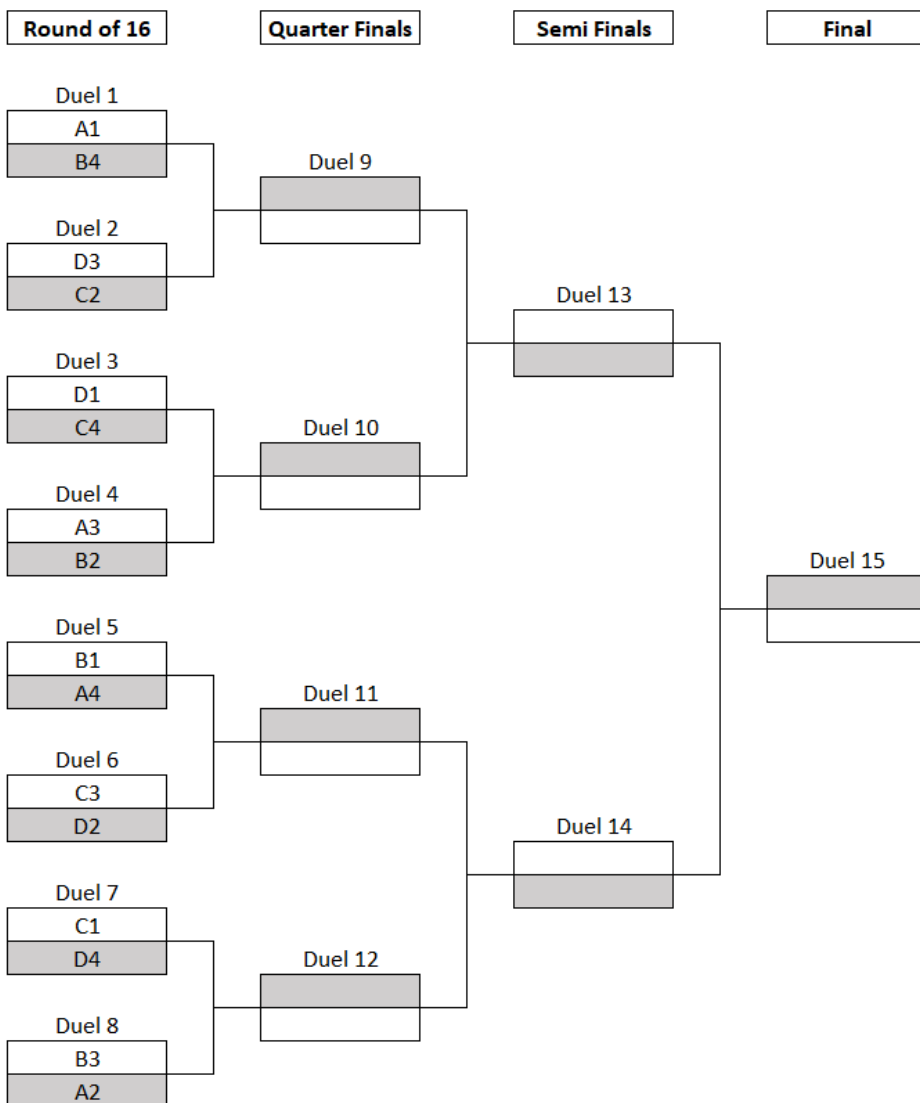 Round of 16
Quarter Finals
Semi Finals
Final
Duel 1
A1
B4
Duel 2
D3
C2
Duel 3
D1
C4
Duel 4
A3
B2
Duel 5
B1
A4
Duel 6
C3
D2
Duel 7
C1
D4
Duel 8
B3
A2
Duel 9
Duel 10
Duel 11
Duel 12
Duel 13
Duel 14
Duel 15